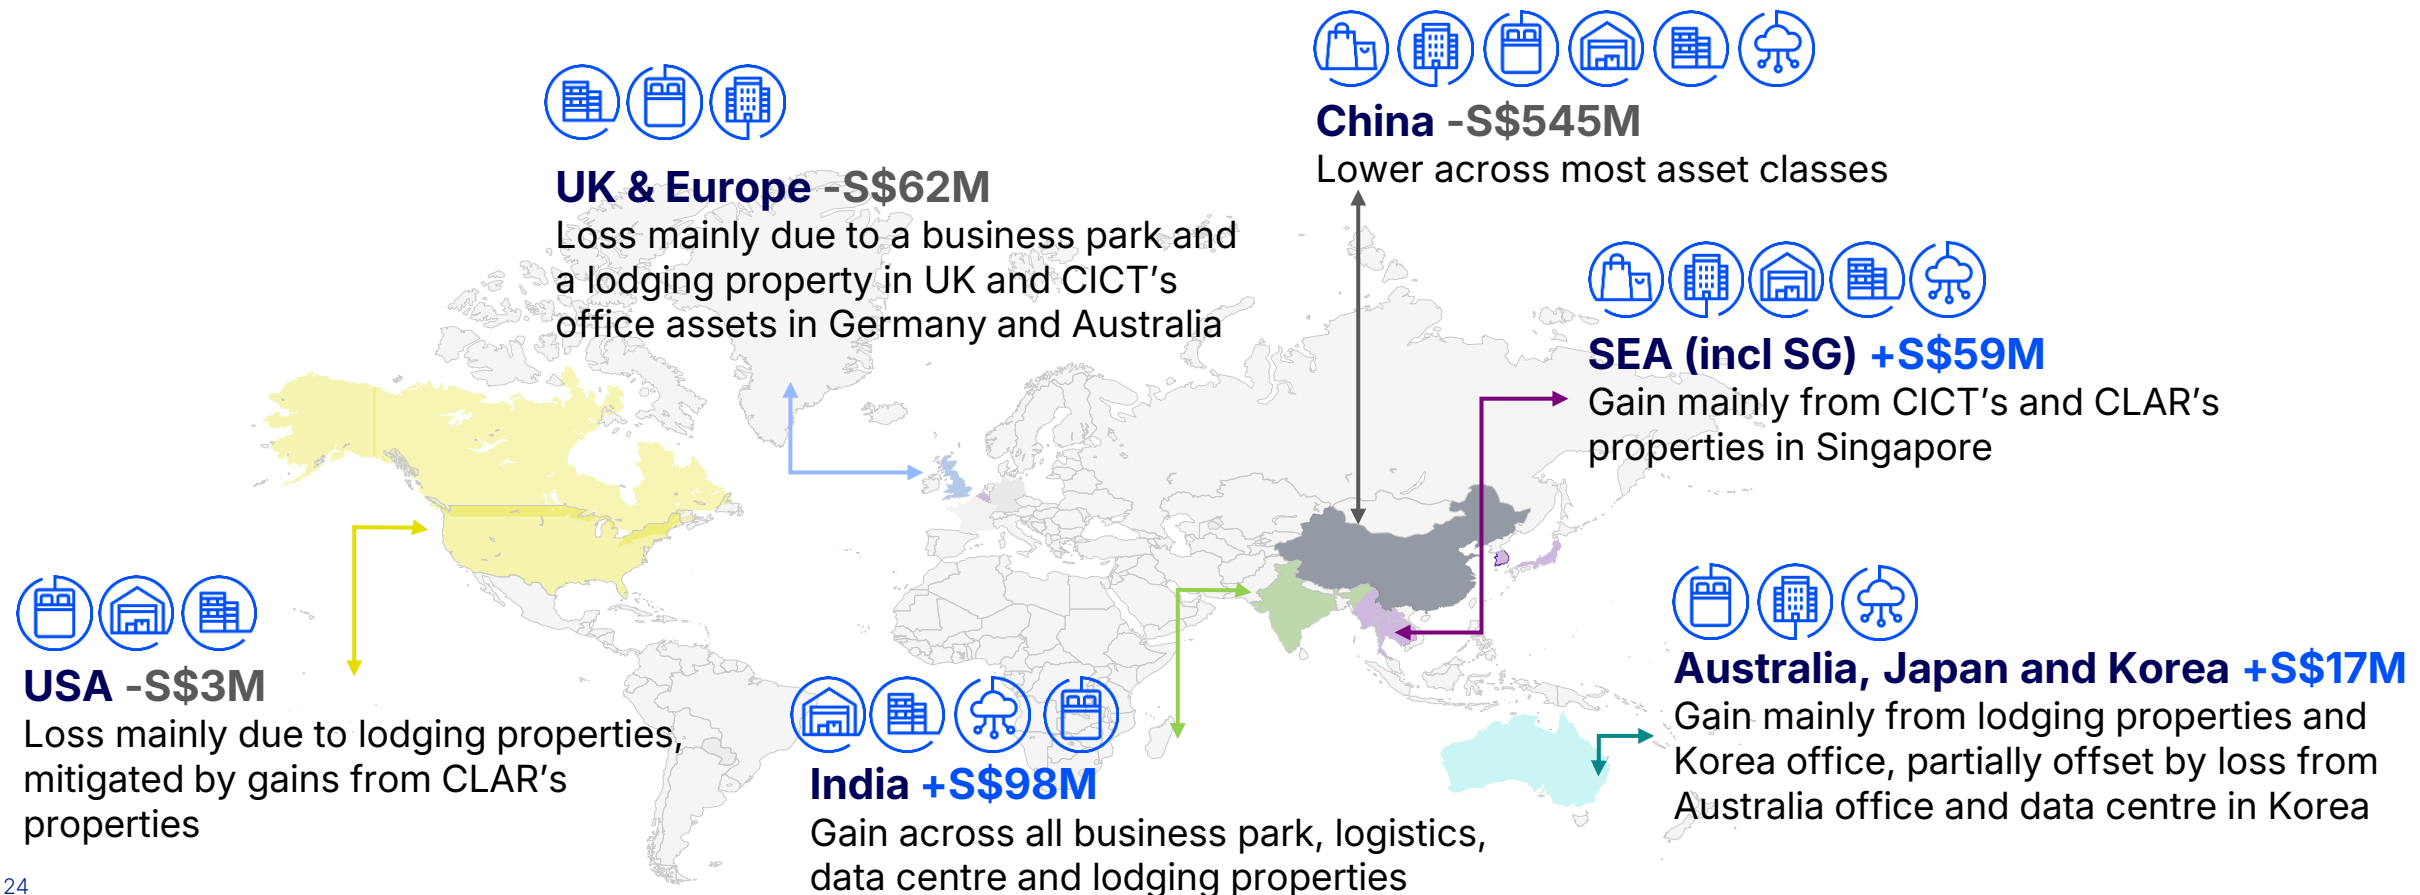 China -S$545M
Lower across most asset classes
UK & Europe -S$62M
Loss mainly due to a business park and
a lodging property in UK and CICT’s
office assets in Germany and Australia
SEA (incl SG) +S$59M
Gain mainly from CICT’s and CLAR’s
properties in Singapore
USA -S$3M
Loss mainly due to lodging properties,
mitigated by gains from CLAR’s
properties
India +S$98M
Gain across all business park, logistics,
data centre and lodging properties
Australia, Japan and Korea +S$17M
Gain mainly from lodging properties and
Korea office, partially offset by loss from
Australia office and data centre in Korea
24